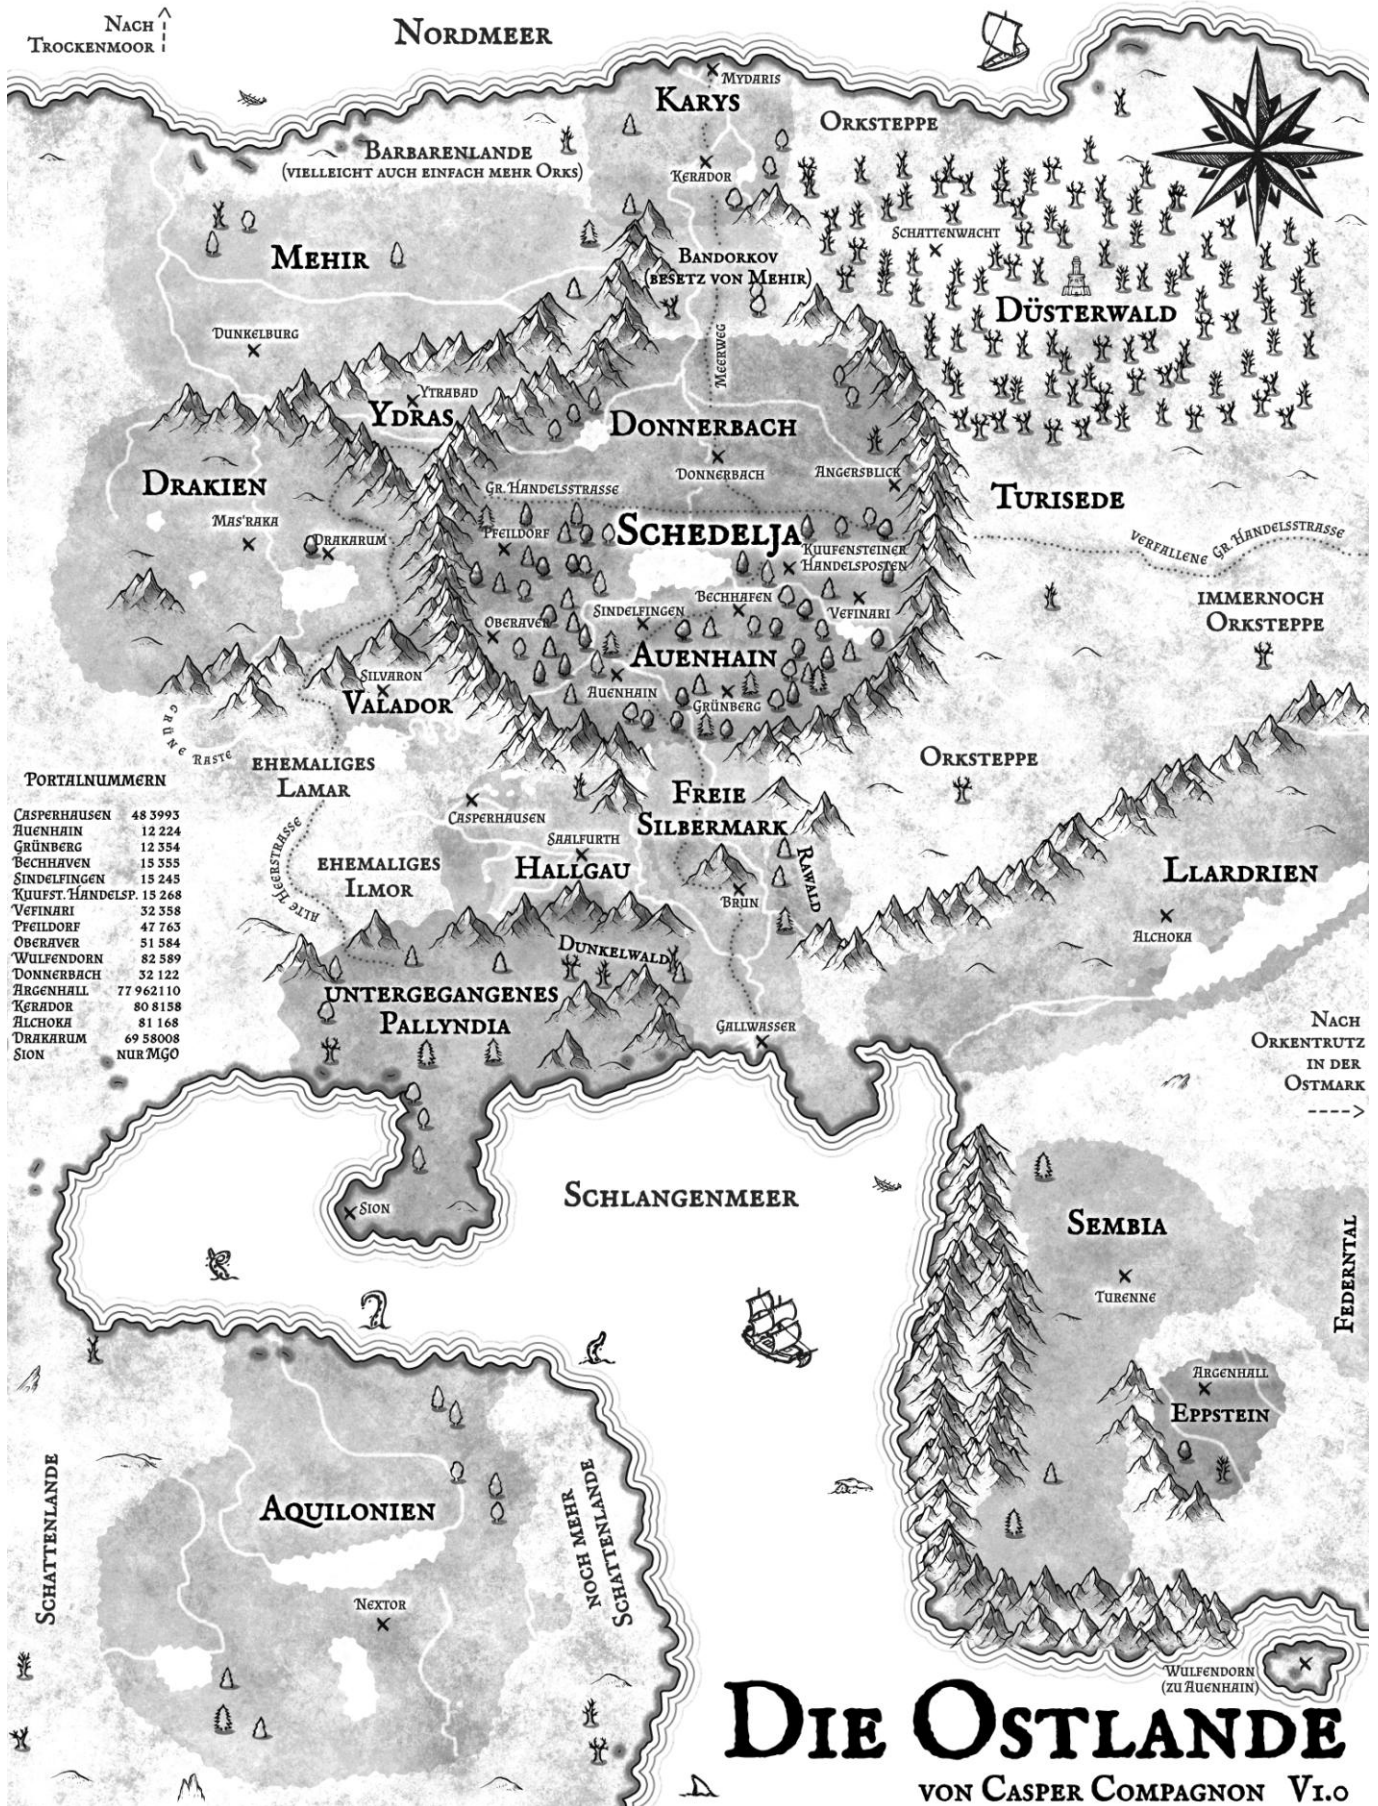 Nach
Trockenmoor
Nordmeer
Mydaris
Karys
Orksteppe
Barbarenlande
(vielleicht auch einfach mehr Orks)
Kerador
Schattenwacht
Mehir
Bandorkov
(besetz von Mehir)
Düsterwald
Dunkelburg
Meerweg
Ytrabad
Ydras
Donnerbach
Donnerbach
Angersblick
Drakien
Gr. Handelsstrasse
Turisede
Mas'raka
Drakarum
Pfeildorf
Schedelja
Kuufensteiner
Handelsposten
Verfallene Gr. Handelsstrasse
Bechhafen
Sindelfingen
Vefinari
Oberaver
immernoch
Orksteppe
Auenhain
Silvaron
Auenhain
Grünberg
Valador
Grüne Raste
ehemaliges
Lamar
Orksteppe
Portalnummern
Casperhausen 48 3993
Auenhain 12 224
Grünberg 12 354
Bechhaven 15 355
Sindelfingen 15 245
Kuufst. Handelsp. 15 268
Vefinari 32 358
Pfeildorf 47 763
Oberaver 51 584
Wulfendorn 82 589
Donnerbach 32 122
Argenhall 77 962110
Kerador 80 8158
Alchoka 81 168
Drakarum 69 58008
Sion nur MGO
Freie
Silbermark
Casperhausen
Saalfurth
Hallgau
Rawald
Alte Heerstrasse
ehemaliges
Ilmor
Brun
Llardrien
Alchoka
Dunkelwald
untergegangenes
Pallyndia
Gallwasser
Nach
Orkentrutz
in der
Ostmark
Schlangenmeer
Sion
Sembia
Turenne
Federntal
Argenhall
Eppstein
Schattenlande
Aquilonien
noch mehr
Schattenlande
Nextor
Wulfendorn
(zu Auenhain)
Die Ostlande
von Casper Compagnon V1.0